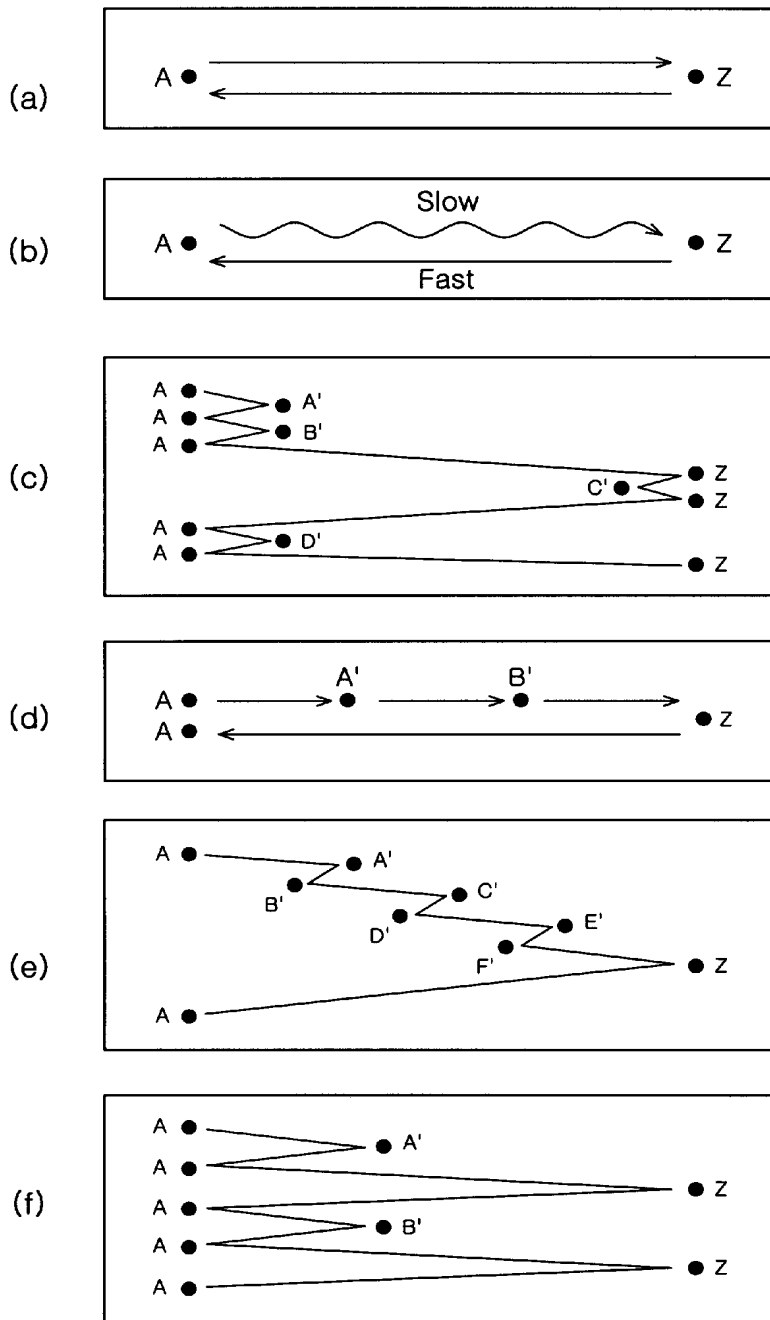 (a)
A Z
(b)
Slow
A Z
Fast
(c)
A
A'
A
B'
A
Z
C'
Z
A
D'
A
Z
(d)
A' B'
A
Z
A
(e)
A
A'
B' C'
D' E'
F' Z
A
(f)
A
A'
A
Z
A
B'
A
Z
A